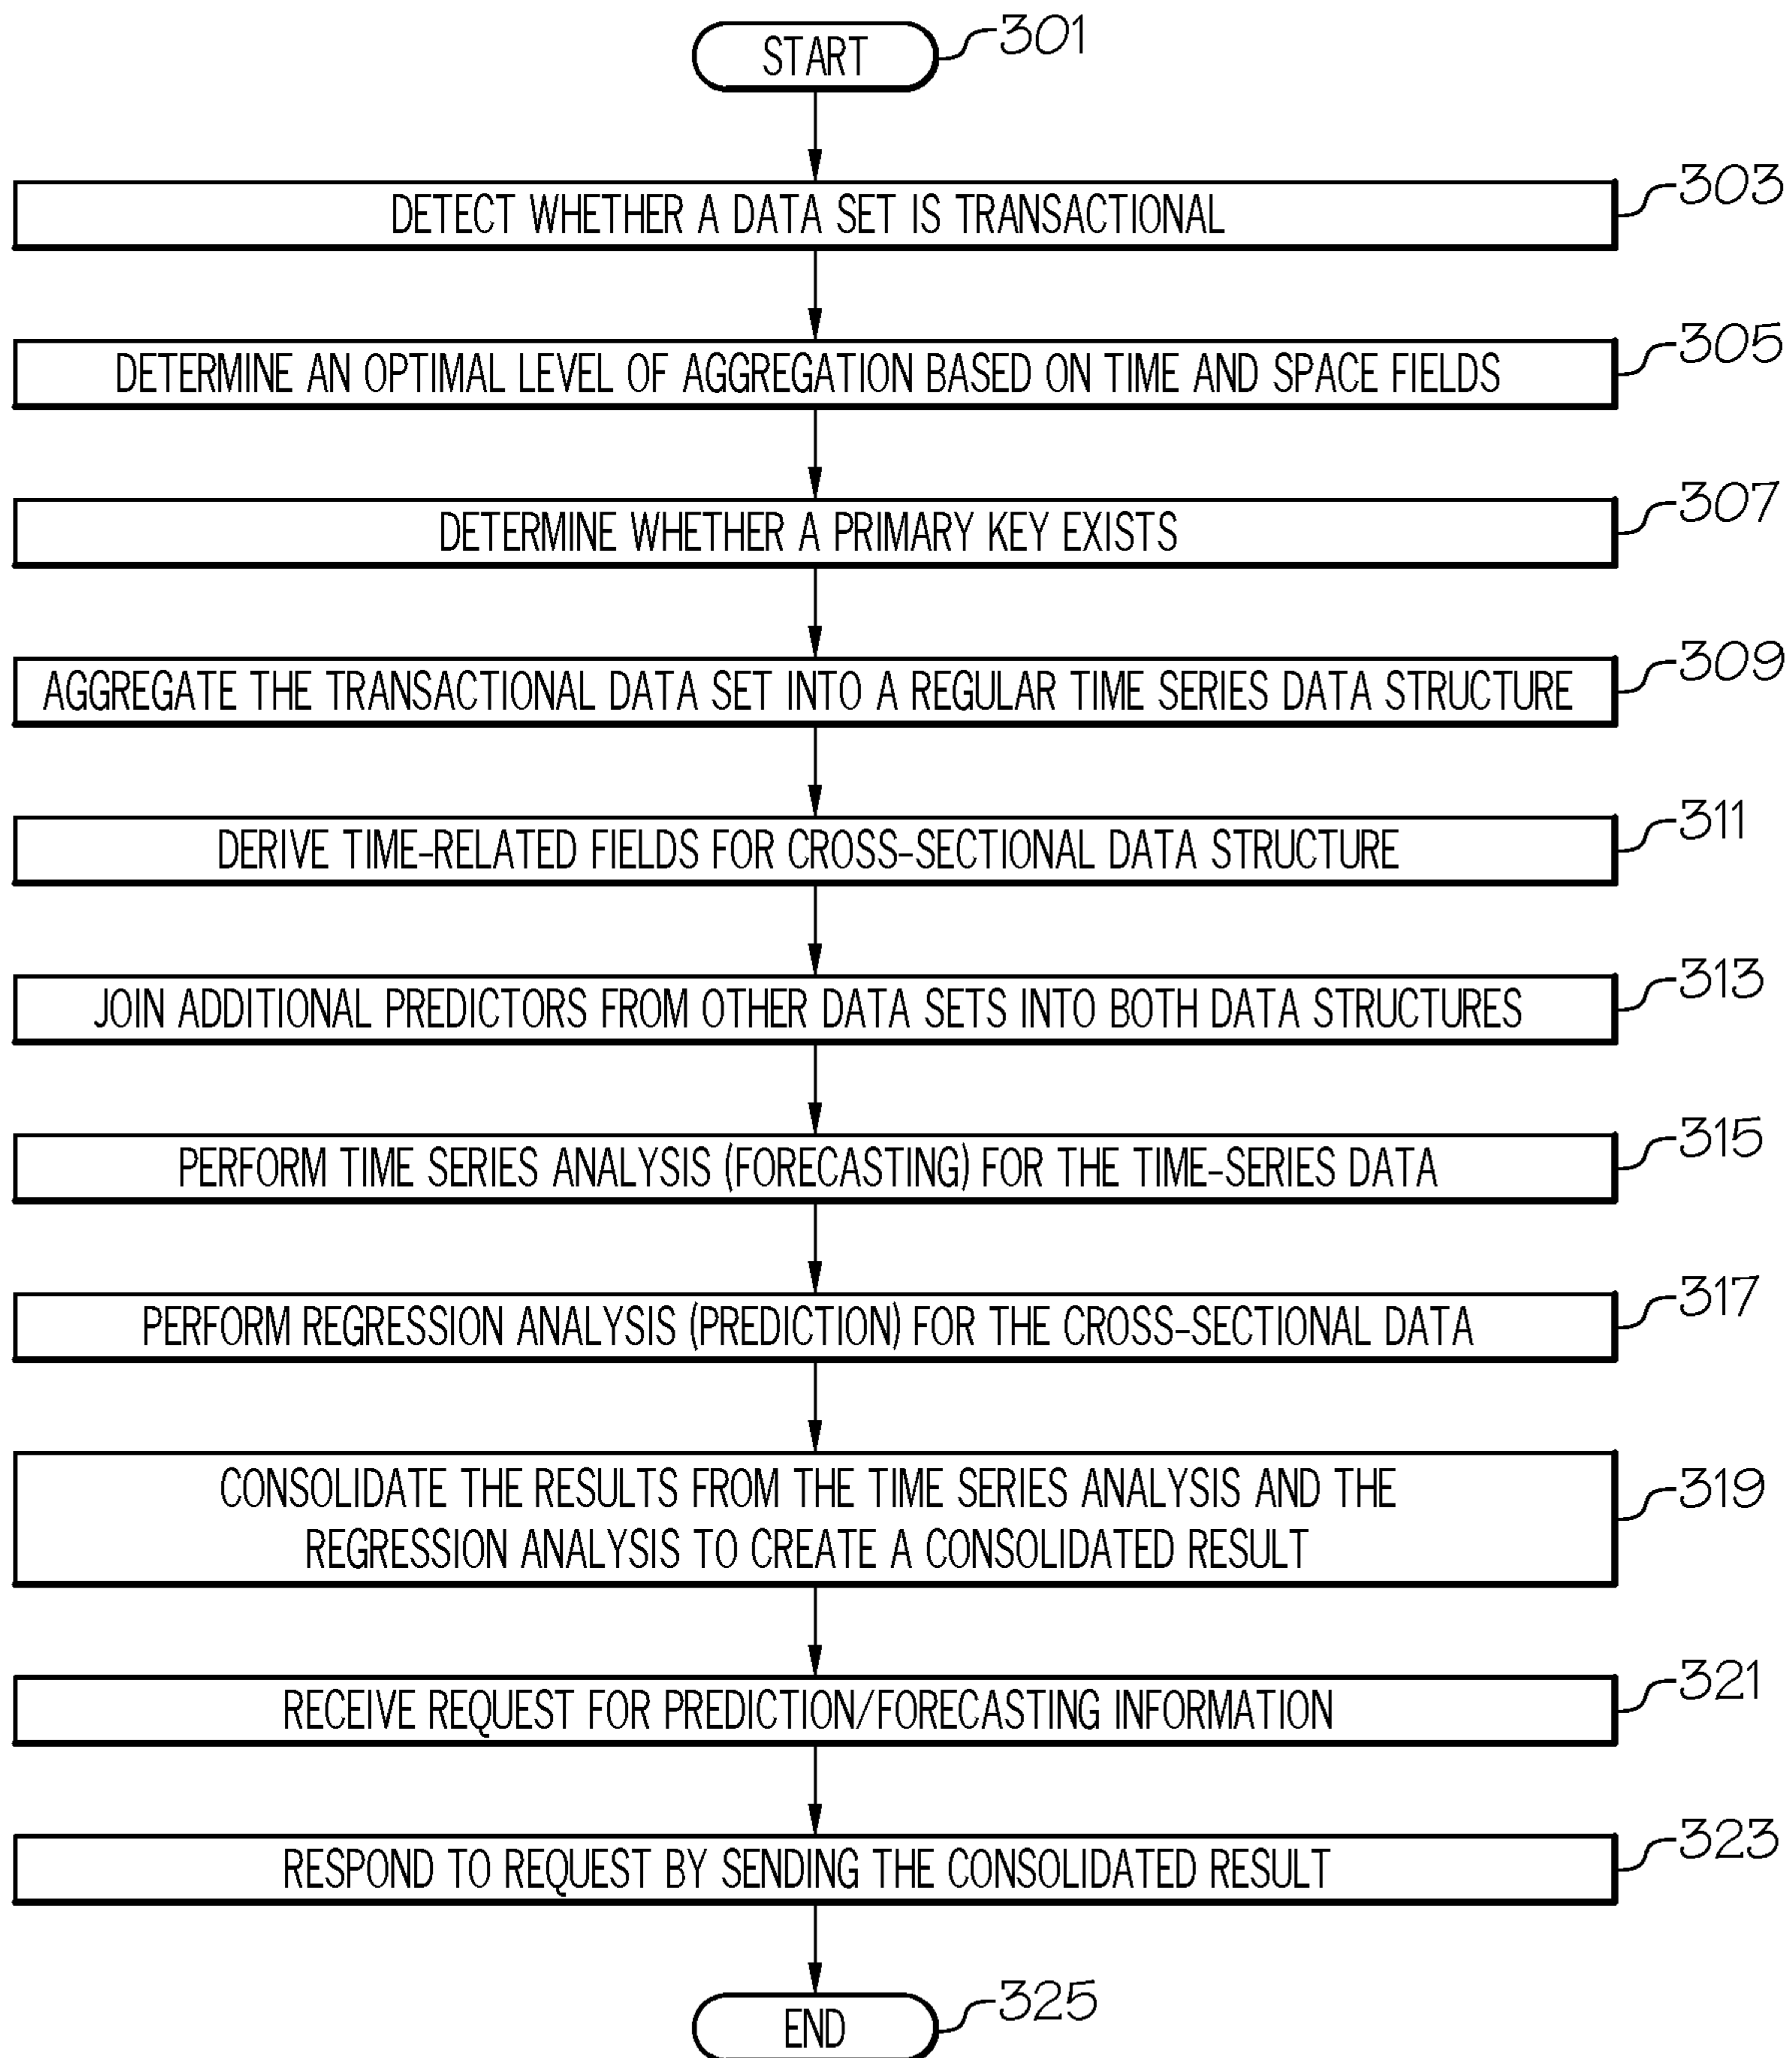 START
301
DETECT WHETHER A DATA SET IS TRANSACTIONAL
303
DETERMINE AN OPTIMAL LEVEL OF AGGREGATION BASED ON TIME AND SPACE FIELDS
305
DETERMINE WHETHER A PRIMARY KEY EXISTS
307
AGGREGATE THE TRANSACTIONAL DATA SET INTO A REGULAR TIME SERIES DATA STRUCTURE
309
DERIVE TIME-RELATED FIELDS FOR CROSS-SECTIONAL DATA STRUCTURE
311
JOIN ADDITIONAL PREDICTORS FROM OTHER DATA SETS INTO BOTH DATA STRUCTURES
313
PERFORM TIME SERIES ANALYSIS (FORECASTING) FOR THE TIME-SERIES DATA
315
PERFORM REGRESSION ANALYSIS (PREDICTION) FOR THE CROSS-SECTIONAL DATA
317
CONSOLIDATE THE RESULTS FROM THE TIME SERIES ANALYSIS AND THE
REGRESSION ANALYSIS TO CREATE A CONSOLIDATED RESULT
319
RECEIVE REQUEST FOR PREDICTION/FORECASTING INFORMATION
321
RESPOND TO REQUEST BY SENDING THE CONSOLIDATED RESULT
323
END
325